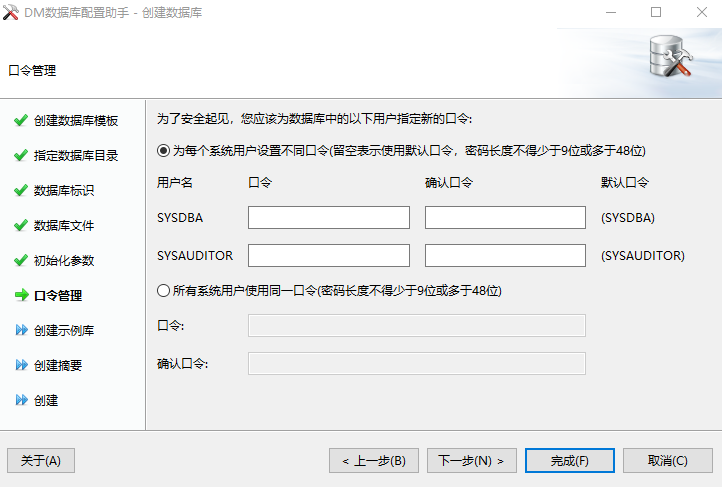 DM数据库配置助手 - 创建数据库
口令管理
创建数据库模板
指定数据库目录
数据库标识
数据库文件
初始化参数
口令管理
创建示例库
创建摘要
创建
为了安全起见，您应该为数据库中的以下用户指定新的口令:
为每个系统用户设置不同口令(留空表示使用默认口令，密码长度不得少于9位或多于48位)
用户名 口令 确认口令 默认口令
SYSDBA (SYSDBA)
SYSAUDITOR (SYSAUDITOR)
所有系统用户使用同一口令(密码长度不得少于9位或多于48位)
口令:
确认口令:
关于(A) < 上一步(B) 下一步(N) > 完成(F) 取消(C)